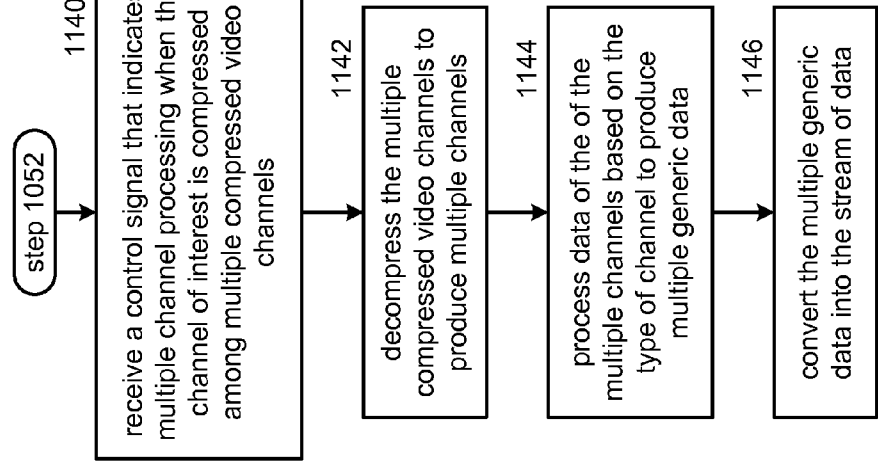 step 1052
1140
receive a control signal that indicates
multiple channel processing when th
channel of interest is compressed
among multiple compressed video
channels
1142
decompress the multiple
compressed video channels to
produce multiple channels
1144
process data of the of the
multiple channels based on the
type of channel to produce
multiple generic data
1146
convert the multiple generic
data into the stream of data